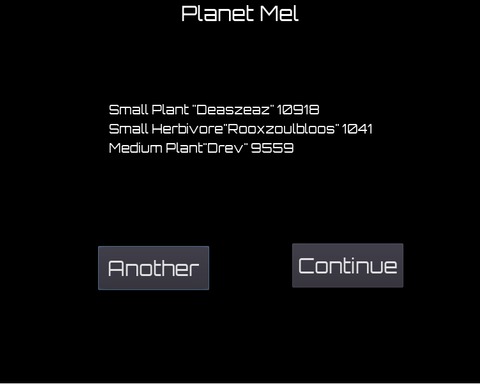 Planet Mel
Small Plant "Deaszeaz" 10918
Small Herbivore"Rooxzoulbloos" 1041
Medium Plant"Drev" 9559
Another
Continue